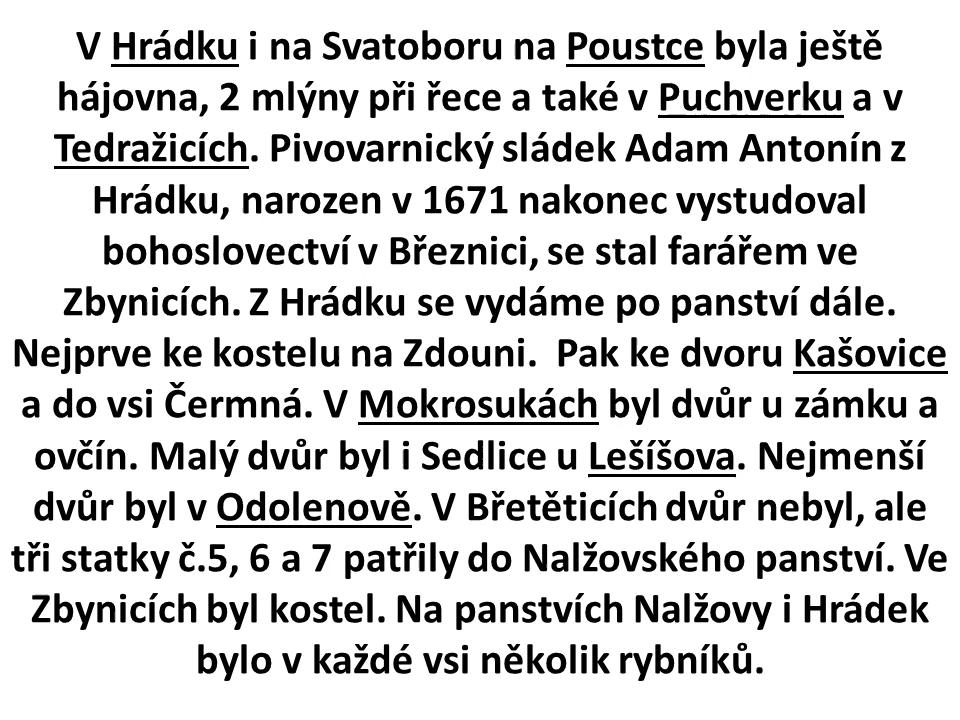 V Hrádku i na Svatoboru na Poustce byla ještě
hájovna, 2 mlýny při řece a také v Puchverku a v
Tedražicích. Pivovarnický sládek Adam Antonín z
Hrádku, narozen v 1671 nakonec vystudoval
bohoslovectví v Březnici, se stal farářem ve
Zbynicích. Z Hrádku se vydáme po panství dále.
Nejprve ke kostelu na Zdouni.  Pak ke dvoru Kašovice
a do vsi Čermná. V Mokrosukách byl dvůr u zámku a
ovčín. Malý dvůr byl i Sedlice u Lešíšova. Nejmenší
dvůr byl v Odolenově. V Břetěticích dvůr nebyl, ale
tři statky č.5, 6 a 7 patřily do Nalžovského panství. Ve
Zbynicích byl kostel. Na panstvích Nalžovy i Hrádek
bylo v každé vsi několik rybníků.